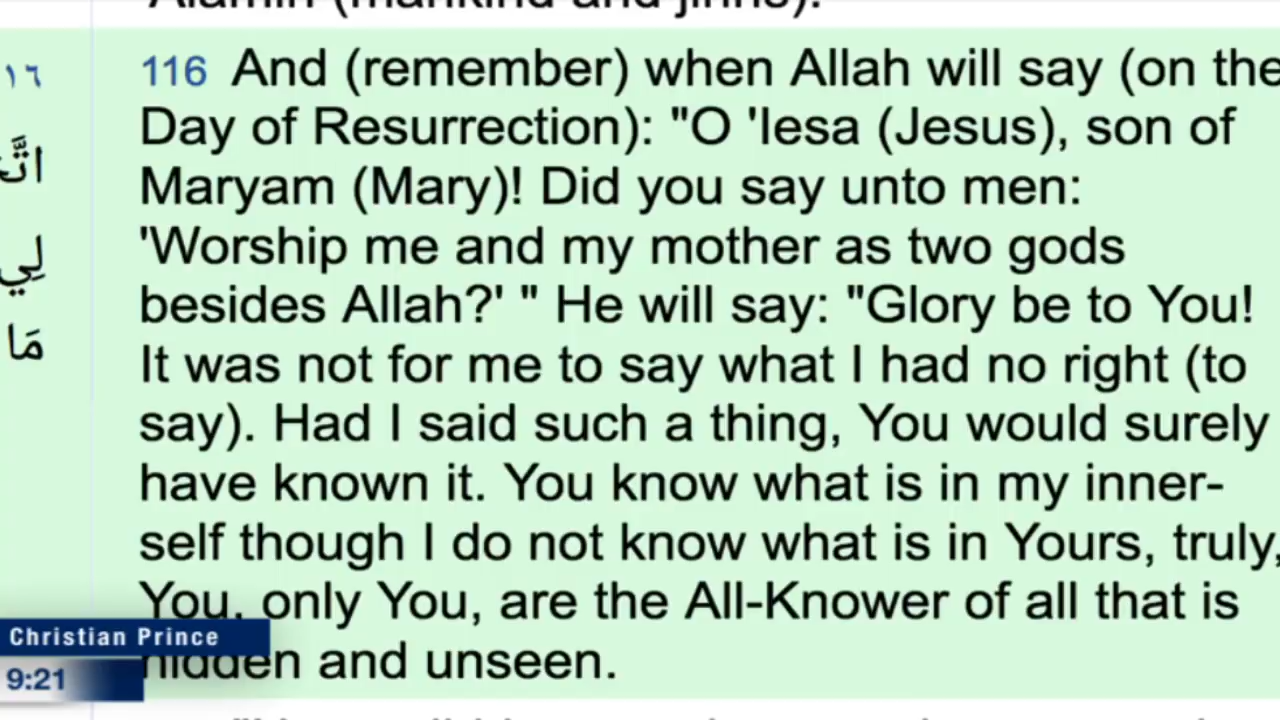 'Alamin (mankind and jinns).
١٦
116 And (remember) when Allah will say (on the
Day of Resurrection): "O 'Iesa (Jesus), son of
Maryam (Mary)! Did you say unto men:
'Worship me and my mother as two gods
besides Allah?' " He will say: "Glory be to You!
It was not for me to say what I had no right (to
say). Had I said such a thing, You would surely
have known it. You know what is in my inner-
self though I do not know what is in Yours, truly,
You, only You, are the All-Knower of all that is
hidden and unseen.
لِي
مَا
Christian Prince
9:21